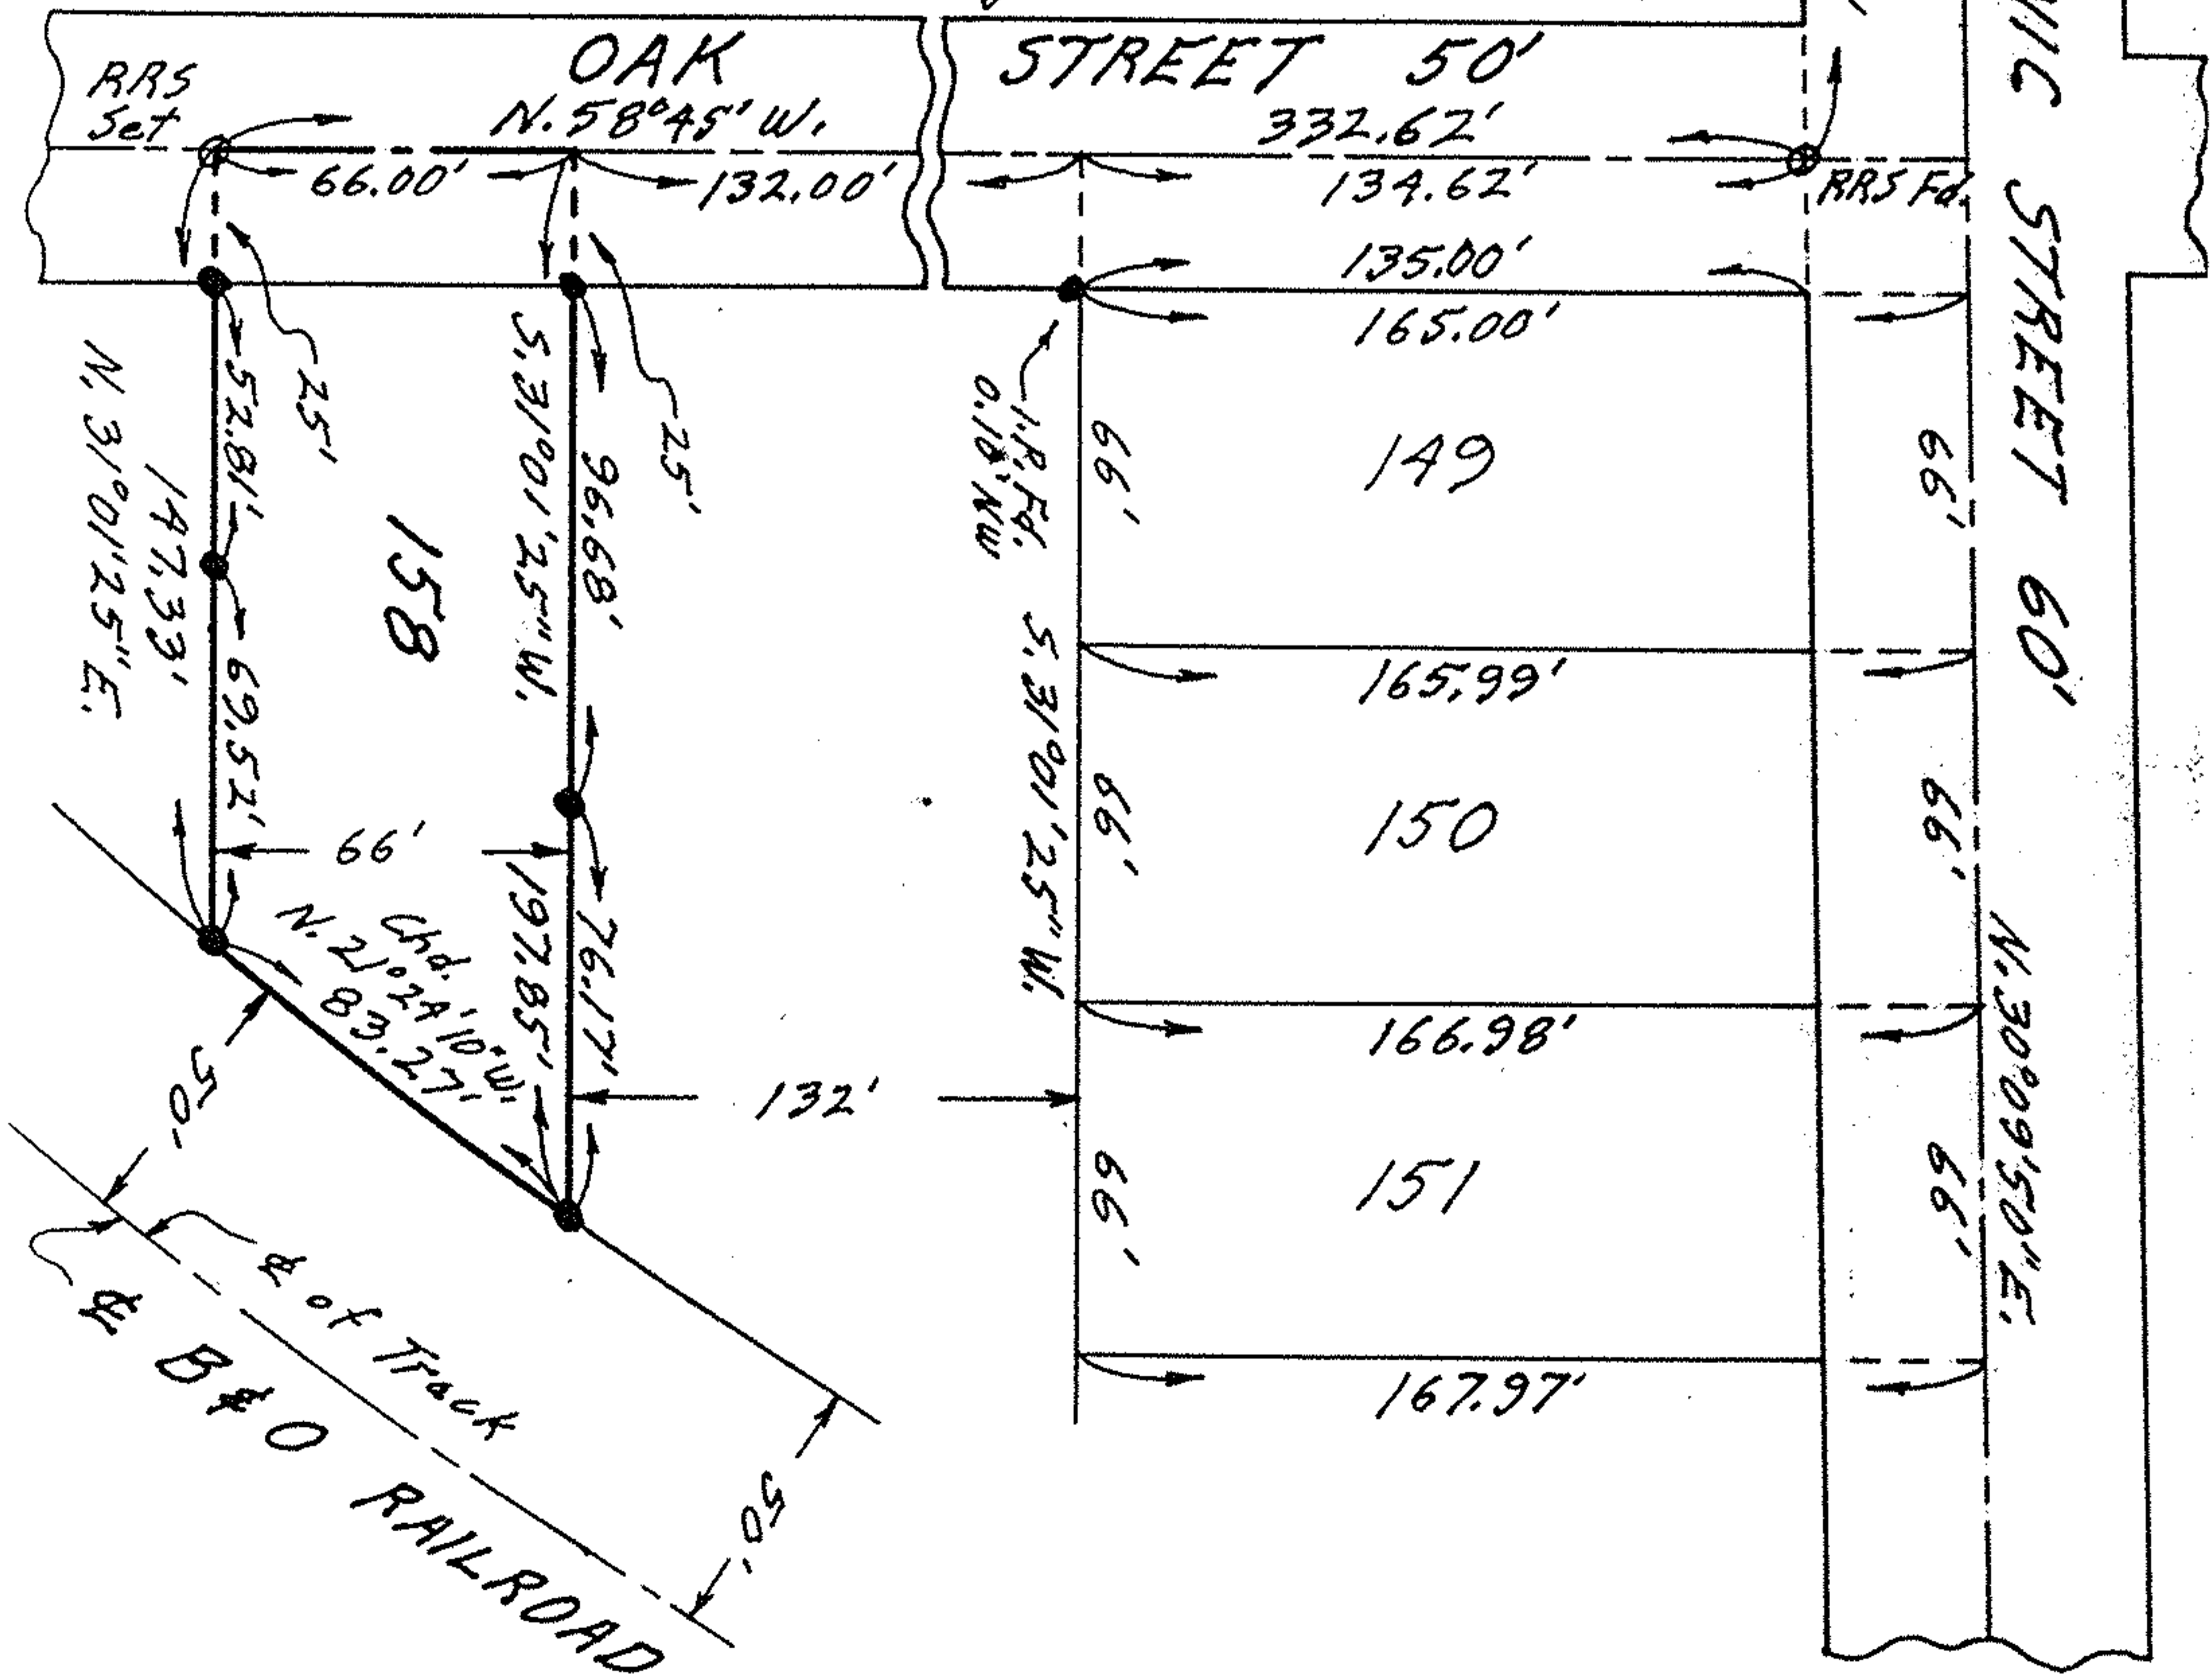 OAK STREET 50'
RRS
Set
N. 58°45' W. 332.62'
66.00' 132.00' 134.62' RRS Fd.
135.00'
165.00'
25'
25'
52.81'
69.52'
147.33'
N. 31°01'25" E.
158
96.68'
S. 31°01'25" W.
76.17'
197.85'
66'
Chd.
N. 21°24'10" W.
83.27'
50'
132'
I.P. Fd.
0.10' NW
S. 31°01'25" W.
66' 149 66'
165.99'
66' 150 66'
166.98'
66' 151 66'
167.97'
STREET 60'
N. 30°09'50" E.
℄ of Track
℄ B&O RAILROAD
50'